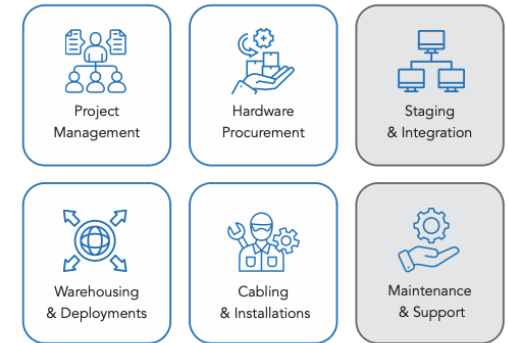 Project
Management
Hardware
Procurement
Staging
& Integration
Warehousing
& Deployments
Cabling
& Installations
Maintenance
& Support